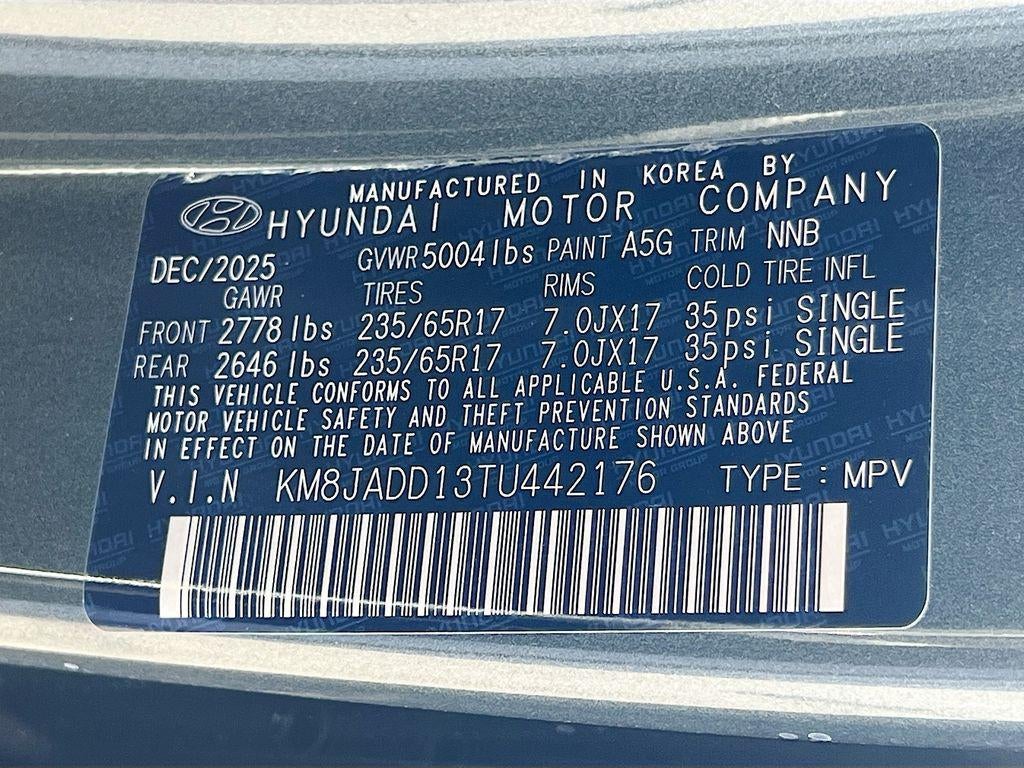 MANUFACTURED IN KOREA BY
HYUNDAI MOTOR COMPANY
DEC/2025 GVWR 5004 lbs PAINT A5G TRIM NNB
GAWR TIRES RIMS COLD TIRE INFL
FRONT 2778 lbs 235/65R17 7.0JX17 35psi SINGLE
REAR 2646 lbs 235/65R17 7.0JX17 35psi SINGLE
THIS VEHICLE CONFORMS TO ALL APPLICABLE U.S.A. FEDERAL
MOTOR VEHICLE SAFETY AND THEFT PREVENTION STANDARDS
IN EFFECT ON THE DATE OF MANUFACTURE SHOWN ABOVE
V.I.N KM8JADD13TU442176 TYPE : MPV